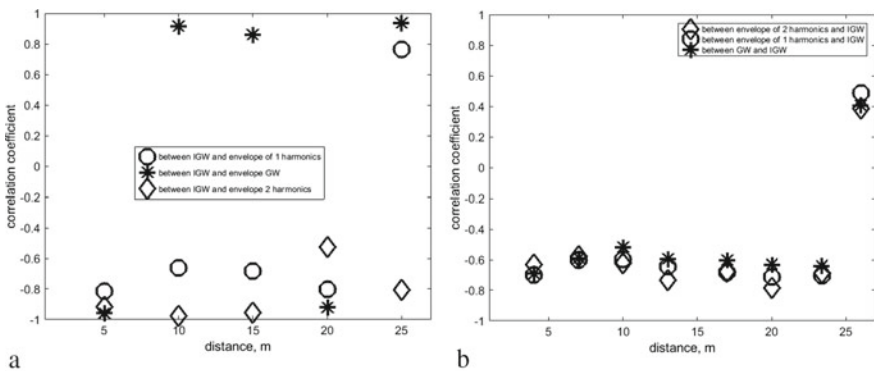 1
0.8
0.6
0.4
0.2
0
-0.2
-0.4
-0.6
-0.8
-1
correlation coefficient
between IGW and envelope of 1 harmonics
between IGW and envelope GW
between IGW and envelope 2 harmonics
5
10
15
20
25
distance, m
a
1
0.8
0.6
0.4
0.2
0
-0.2
-0.4
-0.6
-0.8
-1
correlation coefficient
between envelope of 2 harmonics and IGW
between envelope of 1 harmonics and IGW
between GW and IGW
5
10
15
20
25
distance, m
b